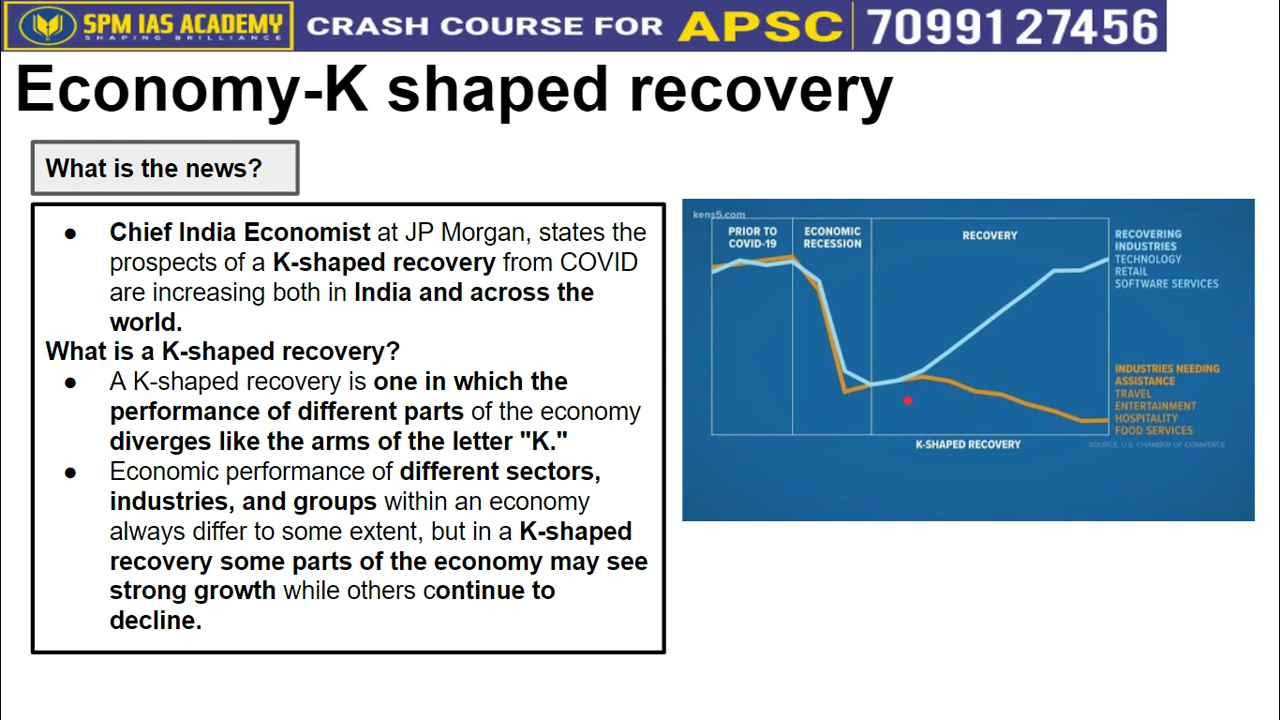 SPM IAS ACADEMY
SHAPING BRILLIANCE
CRASH COURSE FOR APSC 70991 27456
Economy-K shaped recovery
What is the news?
● Chief India Economist at JP Morgan, states the
prospects of a K-shaped recovery from COVID
are increasing both in India and across the
world.
What is a K-shaped recovery?
● A K-shaped recovery is one in which the
performance of different parts of the economy
diverges like the arms of the letter "K."
● Economic performance of different sectors,
industries, and groups within an economy
always differ to some extent, but in a K-shaped
recovery some parts of the economy may see
strong growth while others continue to
decline.
kens5.com
PRIOR TO
COVID-19
ECONOMIC
RECESSION
RECOVERY
RECOVERING
INDUSTRIES
TECHNOLOGY
RETAIL
SOFTWARE SERVICES
INDUSTRIES NEEDING
ASSISTANCE
TRAVEL
ENTERTAINMENT
HOSPITALITY
FOOD SERVICES
K-SHAPED RECOVERY
SOURCE: U.S. CHAMBER OF COMMERCE